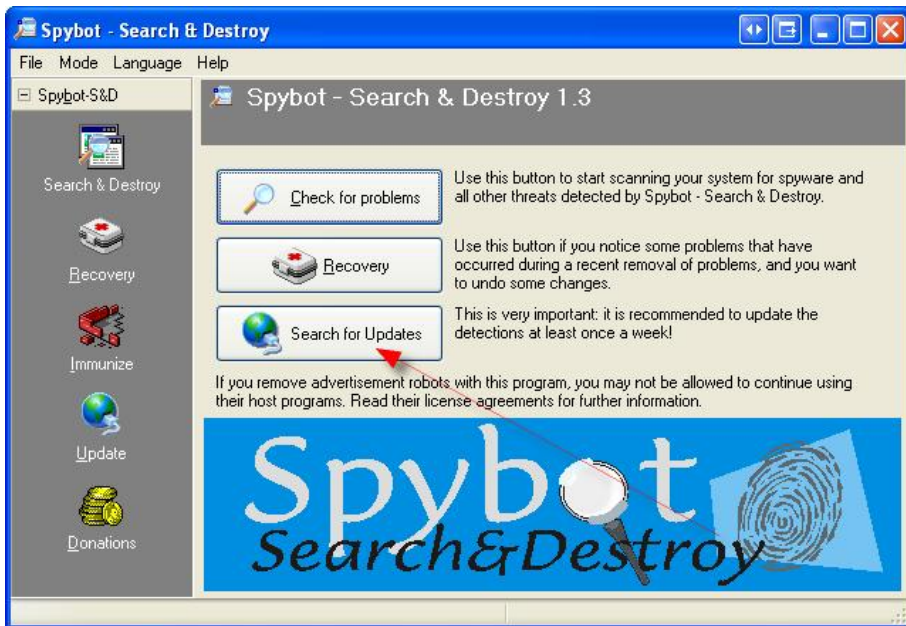 Spybot - Search & Destroy
File Mode Language Help
Spybot-S&D
Search & Destroy
Recovery
Immunize
Update
Donations
Spybot - Search & Destroy 1.3
Check for problems
Use this button to start scanning your system for spyware and
all other threats detected by Spybot - Search & Destroy.
Recovery
Use this button if you notice some problems that have
occurred during a recent removal of problems, and you want
to undo some changes.
Search for Updates
This is very important: it is recommended to update the
detections at least once a week!
If you remove advertisement robots with this program, you may not be allowed to continue using
their host programs. Read their license agreements for further information.
Spybot
Search&Destroy